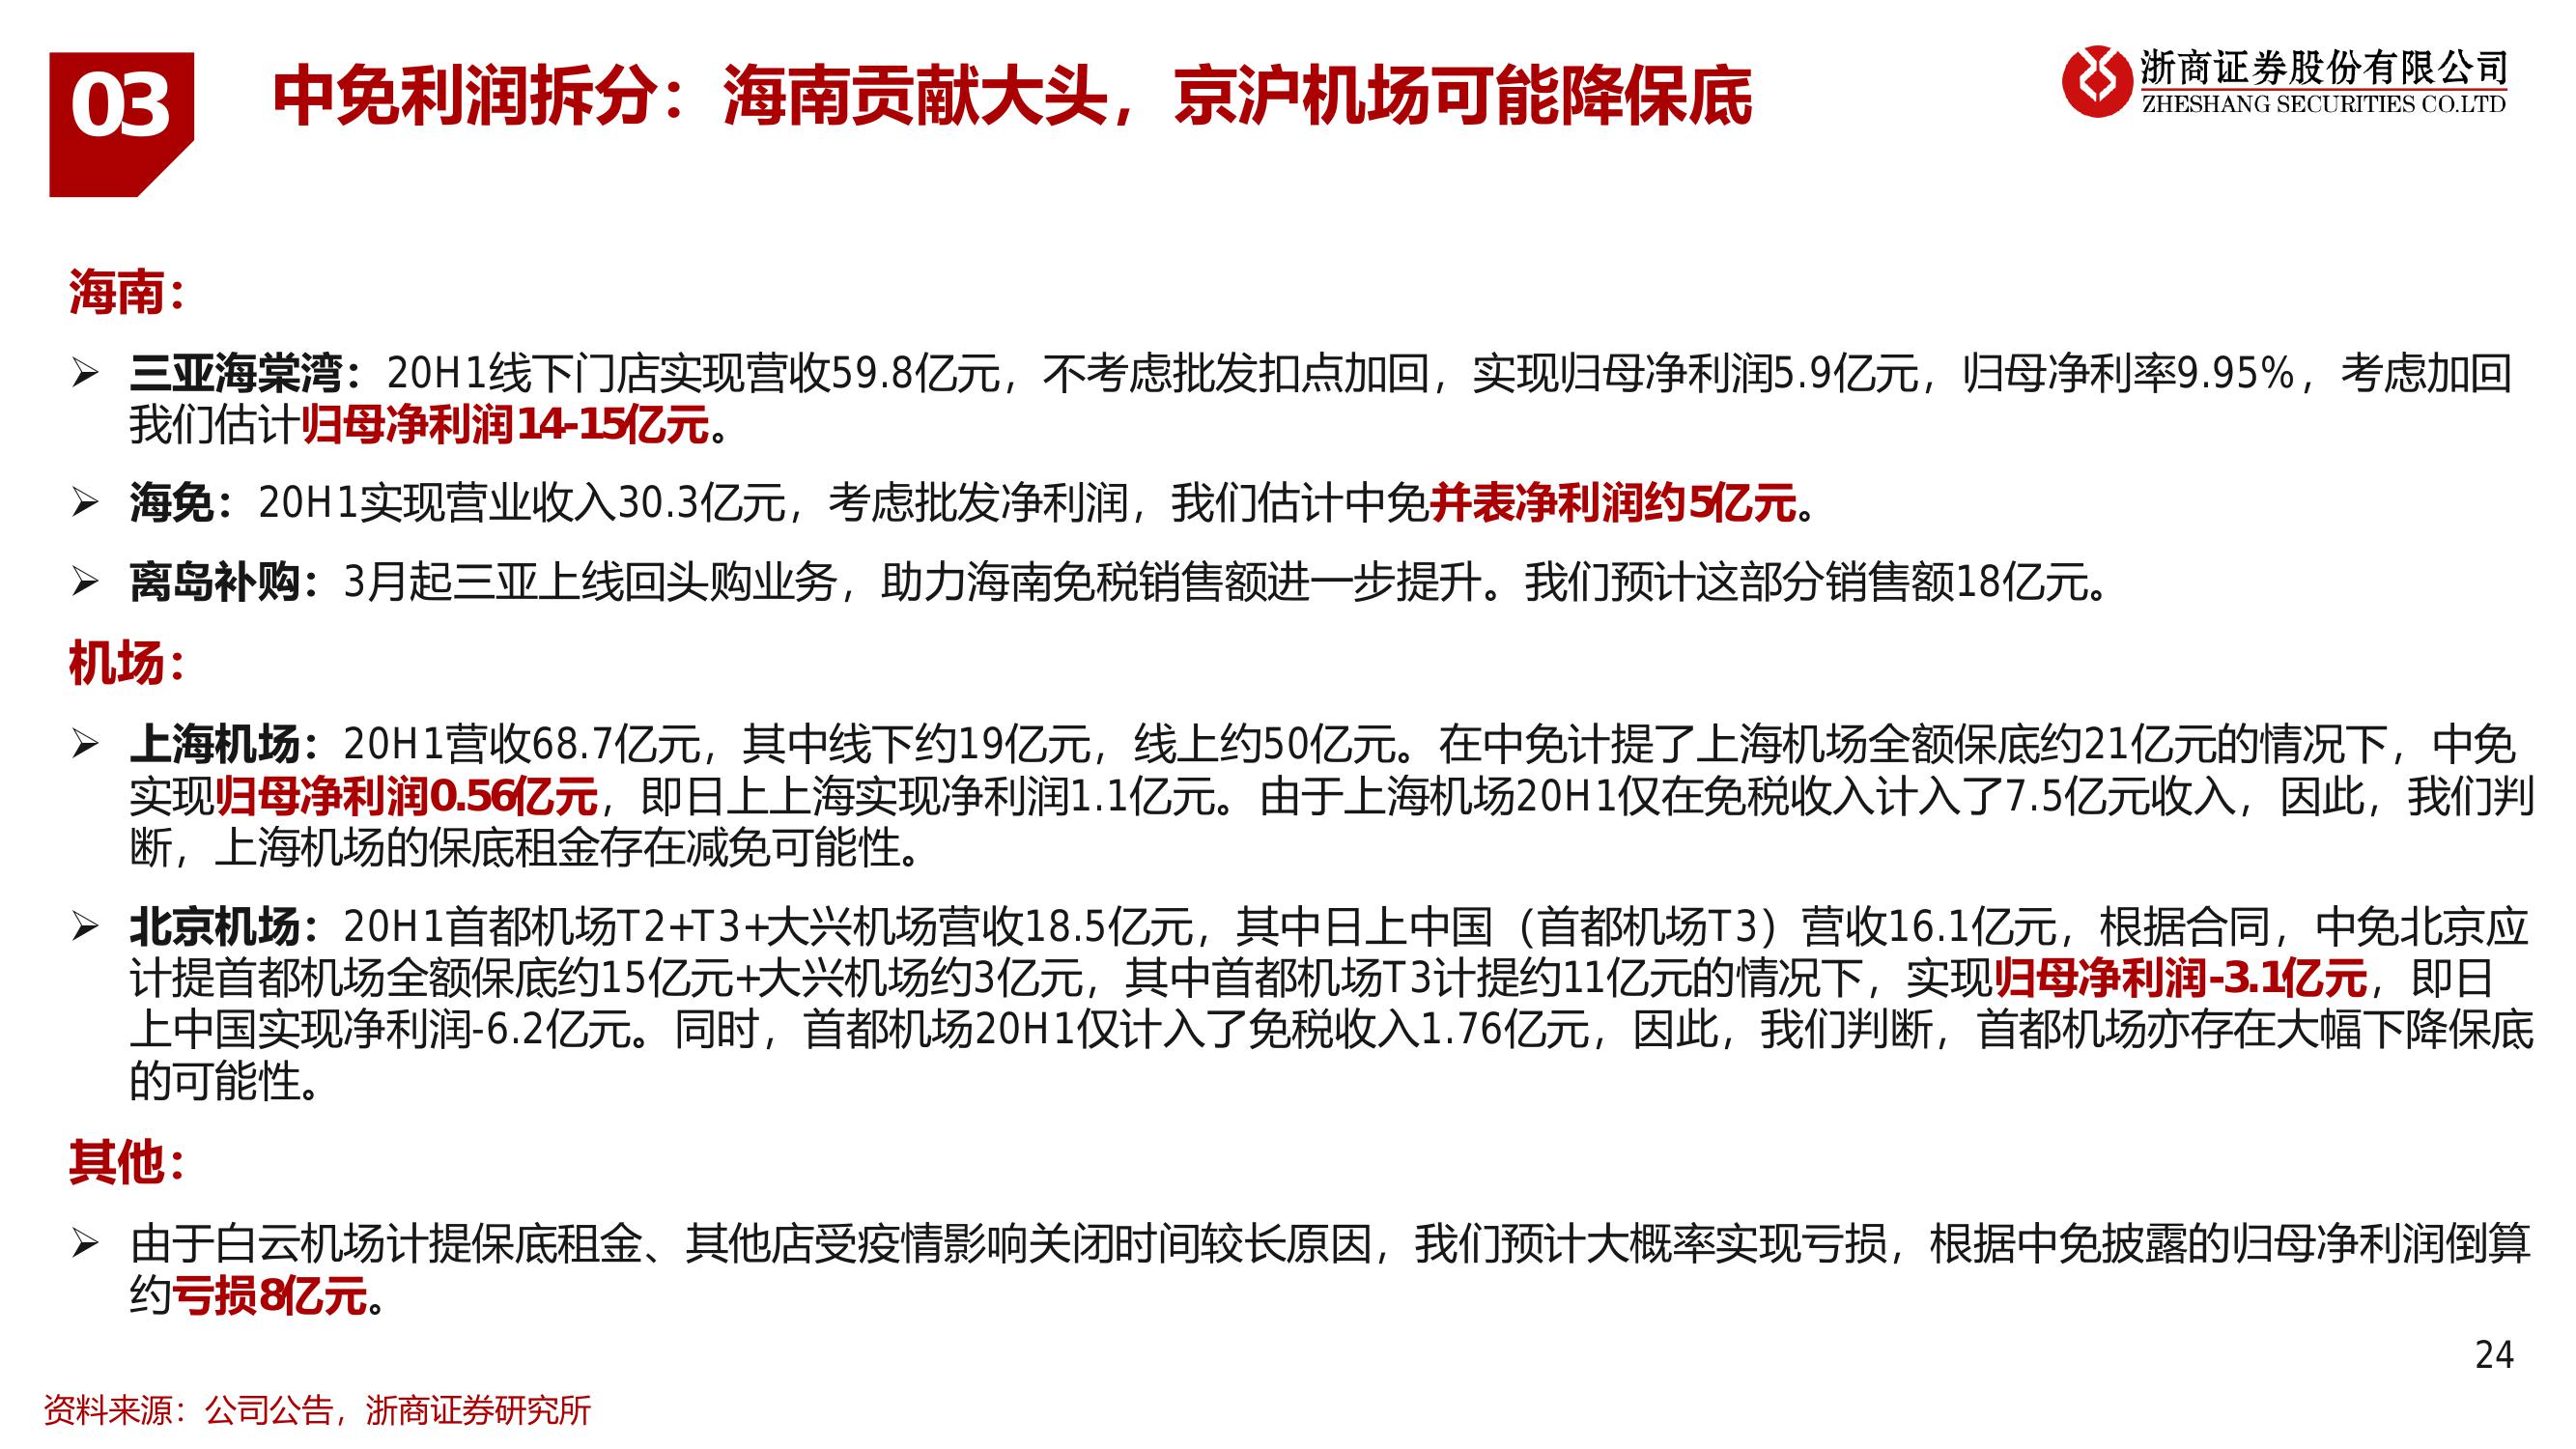 03
中免利润拆分：海南贡献大头，京沪机场可能降保底
浙商证券股份有限公司
ZHESHANG SECURITIES CO.LTD
海南：
➢ 三亚海棠湾：20H1线下门店实现营收59.8亿元，不考虑批发扣点加回，实现归母净利润5.9亿元，归母净利率9.95%，考虑加回
我们估计归母净利润14-15亿元。
➢ 海免：20H1实现营业收入30.3亿元，考虑批发净利润，我们估计中免并表净利润约5亿元。
➢ 离岛补购：3月起三亚上线回头购业务，助力海南免税销售额进一步提升。我们预计这部分销售额18亿元。
机场：
➢ 上海机场：20H1营收68.7亿元，其中线下约19亿元，线上约50亿元。在中免计提了上海机场全额保底约21亿元的情况下，中免
实现归母净利润0.56亿元，即日上上海实现净利润1.1亿元。由于上海机场20H1仅在免税收入计入了7.5亿元收入，因此，我们判
断，上海机场的保底租金存在减免可能性。
➢ 北京机场：20H1首都机场T2+T3+大兴机场营收18.5亿元，其中日上中国（首都机场T3）营收16.1亿元，根据合同，中免北京应
计提首都机场全额保底约15亿元+大兴机场约3亿元，其中首都机场T3计提约11亿元的情况下，实现归母净利润-3.1亿元，即日
上中国实现净利润-6.2亿元。同时，首都机场20H1仅计入了免税收入1.76亿元，因此，我们判断，首都机场亦存在大幅下降保底
的可能性。
其他：
➢ 由于白云机场计提保底租金、其他店受疫情影响关闭时间较长原因，我们预计大概率实现亏损，根据中免披露的归母净利润倒算
约亏损8亿元。
24
资料来源：公司公告，浙商证券研究所